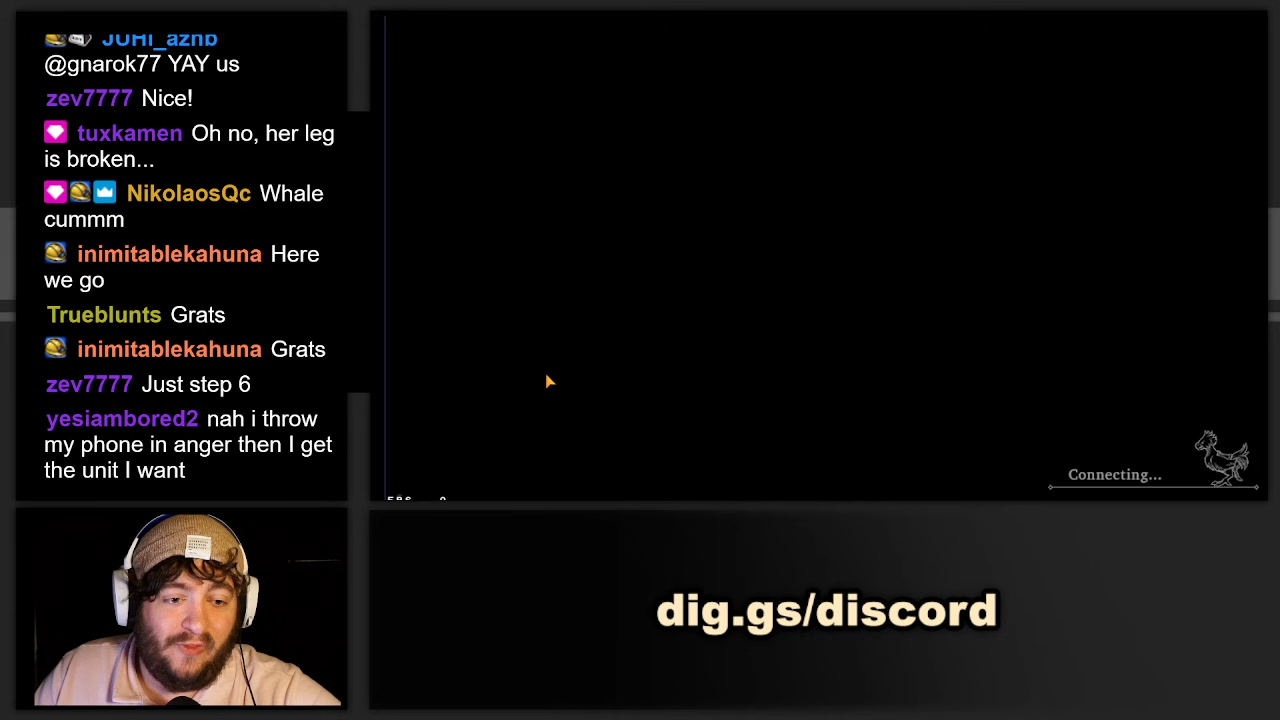 JUHI_aznb
@gnarok77 YAY us
zev7777 Nice!
tuxkamen Oh no, her leg
is broken...
NikolaosQc Whale
cummm
inimitablekahuna Here
we go
Trueblunts Grats
inimitablekahuna Grats
zev7777 Just step 6
yesiambored2 nah i throw
my phone in anger then I get
the unit I want
Connecting...
dig.gs/discord